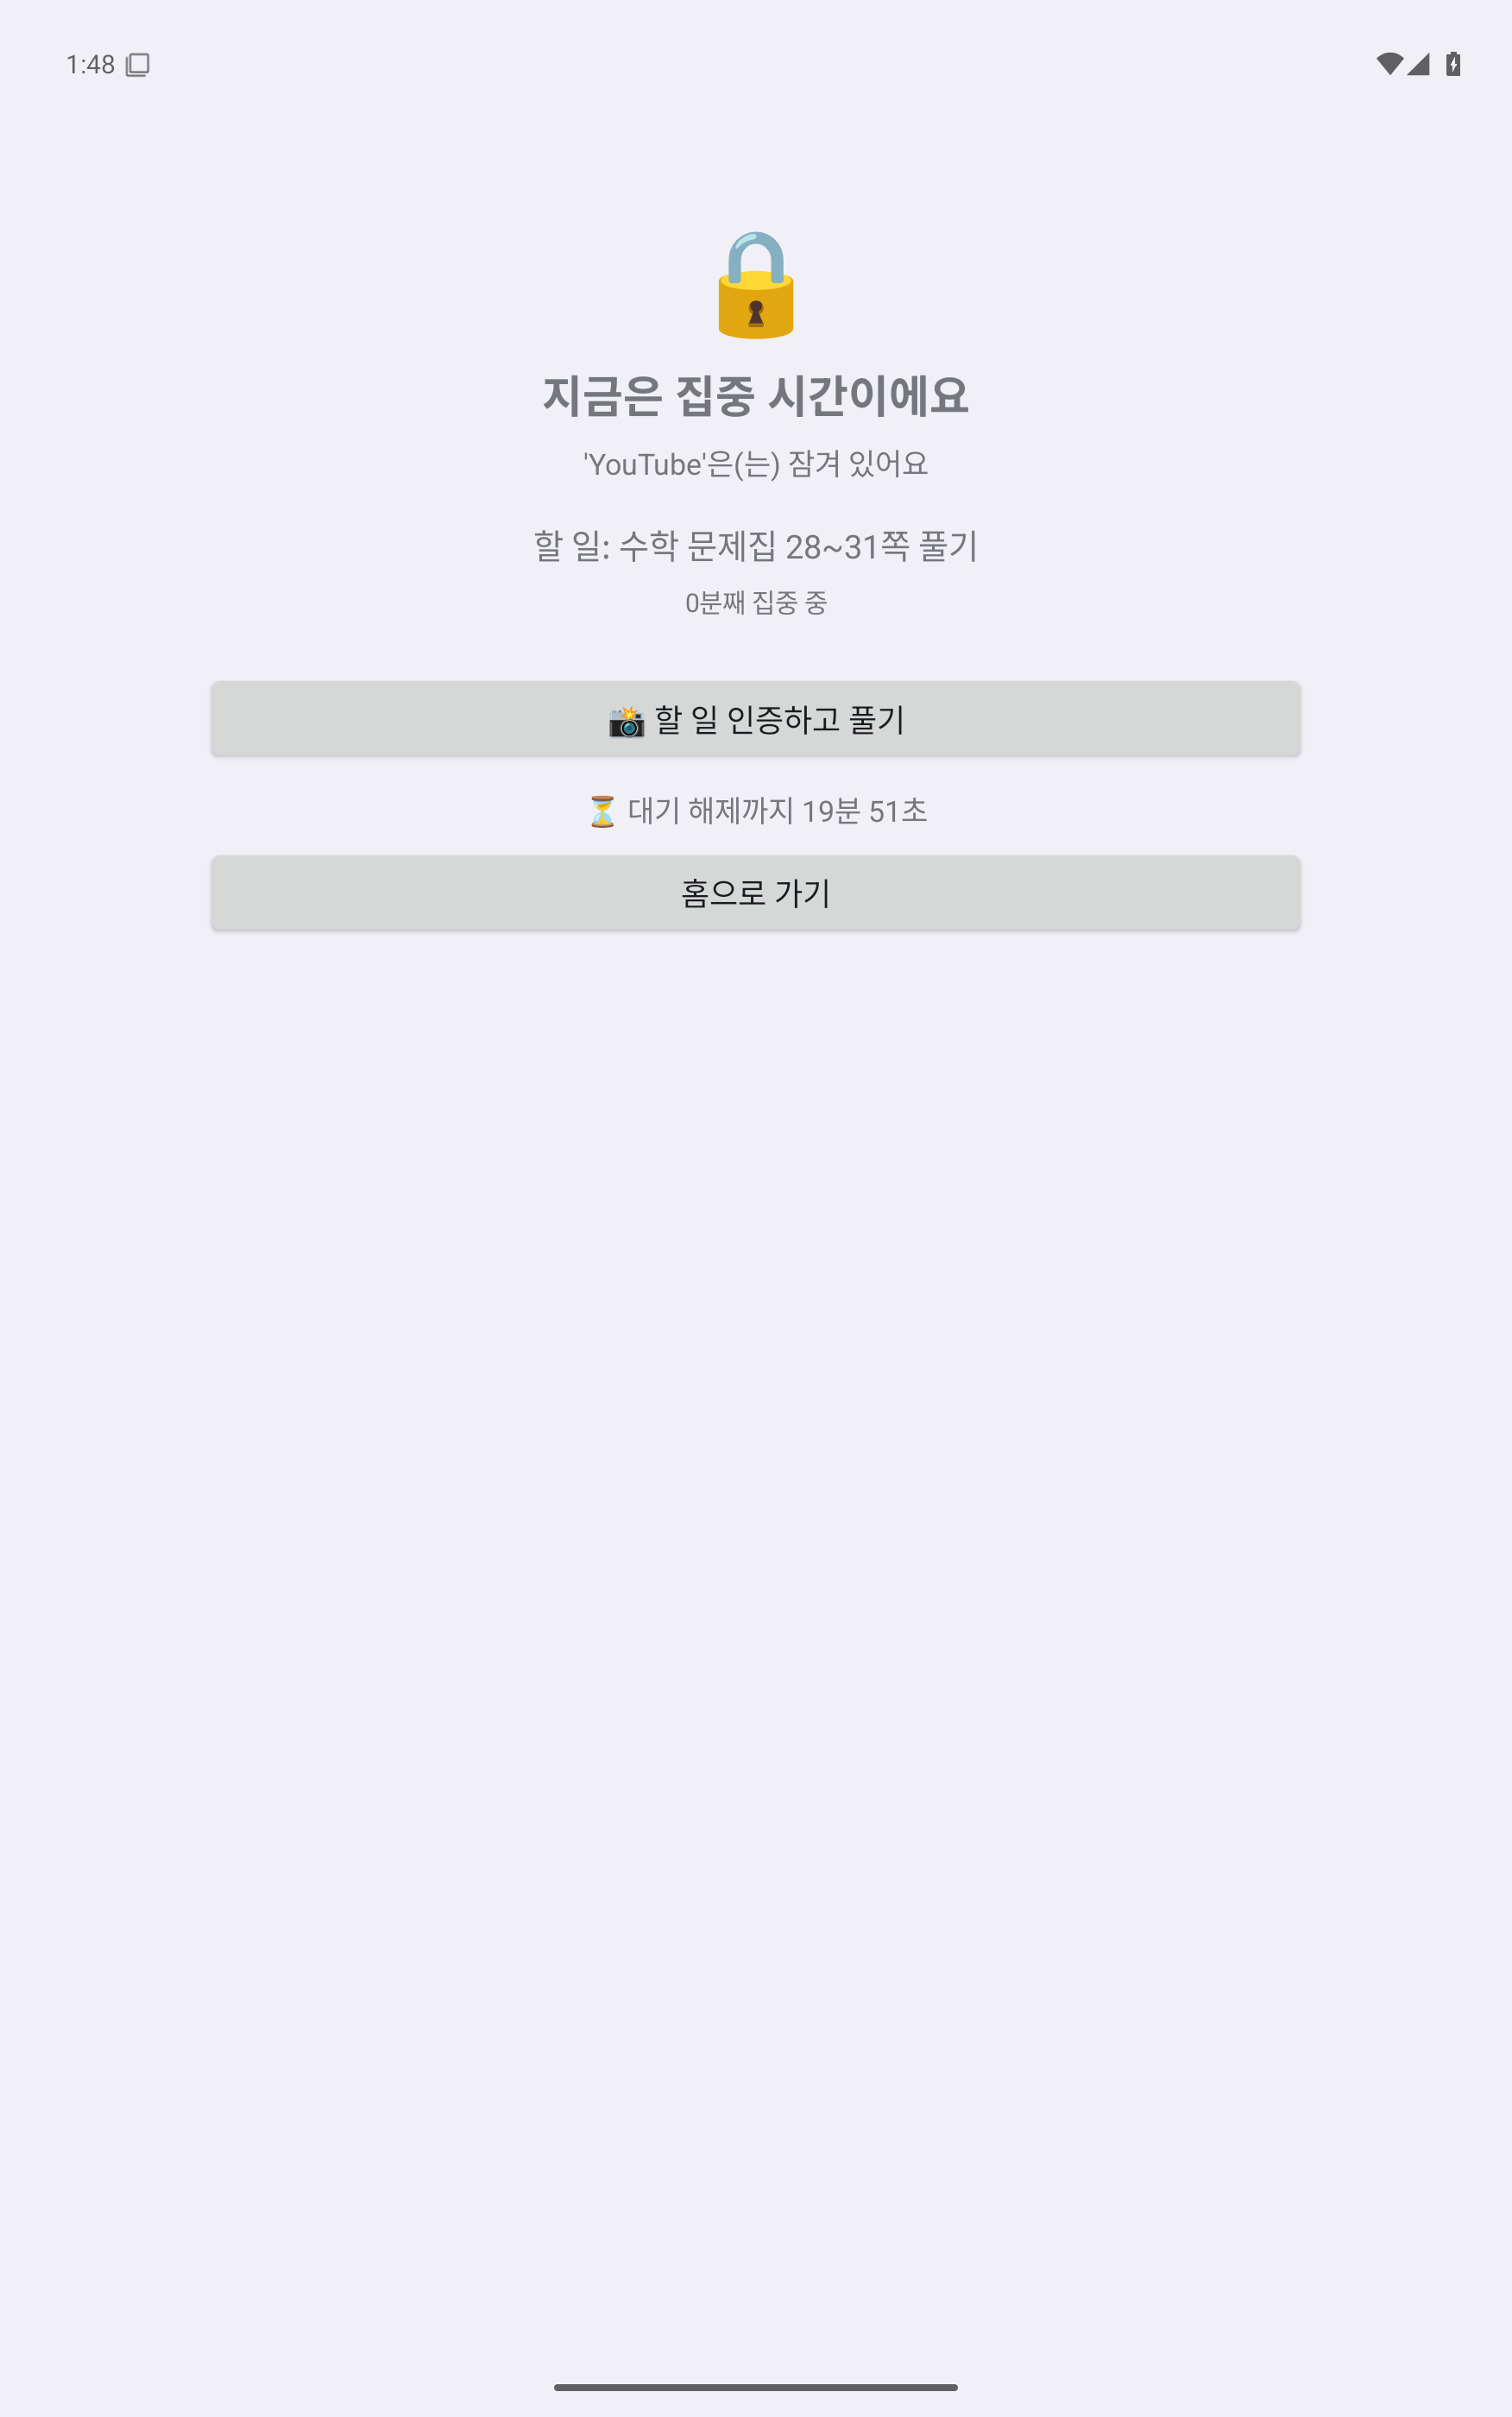 1:48
지금은 집중 시간이에요
'YouTube'은(는) 잠겨 있어요
할 일: 수학 문제집 28~31쪽 풀기
0분째 집중 중
📸 할 일 인증하고 풀기
⏳ 대기 해제까지 19분 51초
홈으로 가기